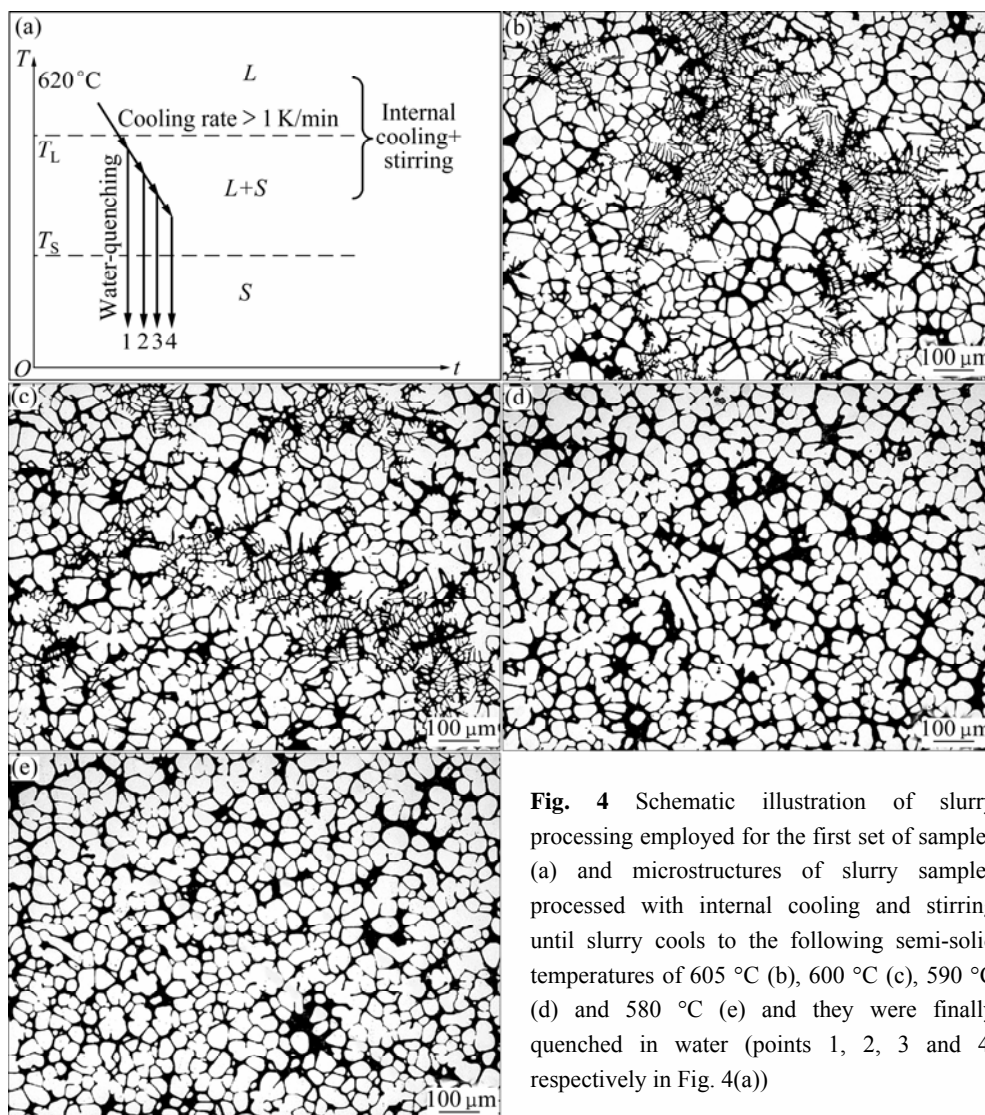 (a)
T
620 °C
L
Cooling rate > 1 K/min
Internal
cooling+
stirring
T_L
L+S
Water-quenching
T_S
S
1 2 3 4
O
t
(b)
100 μm
(c)
100 μm
(d)
100 μm
(e)
100 μm
Fig. 4 Schematic illustration of slurry
processing employed for the first set of sample
(a) and microstructures of slurry sample
processed with internal cooling and stirring
until slurry cools to the following semi-solid
temperatures of 605 °C (b), 600 °C (c), 590 °C
(d) and 580 °C (e) and they were finally
quenched in water (points 1, 2, 3 and 4
respectively in Fig. 4(a))